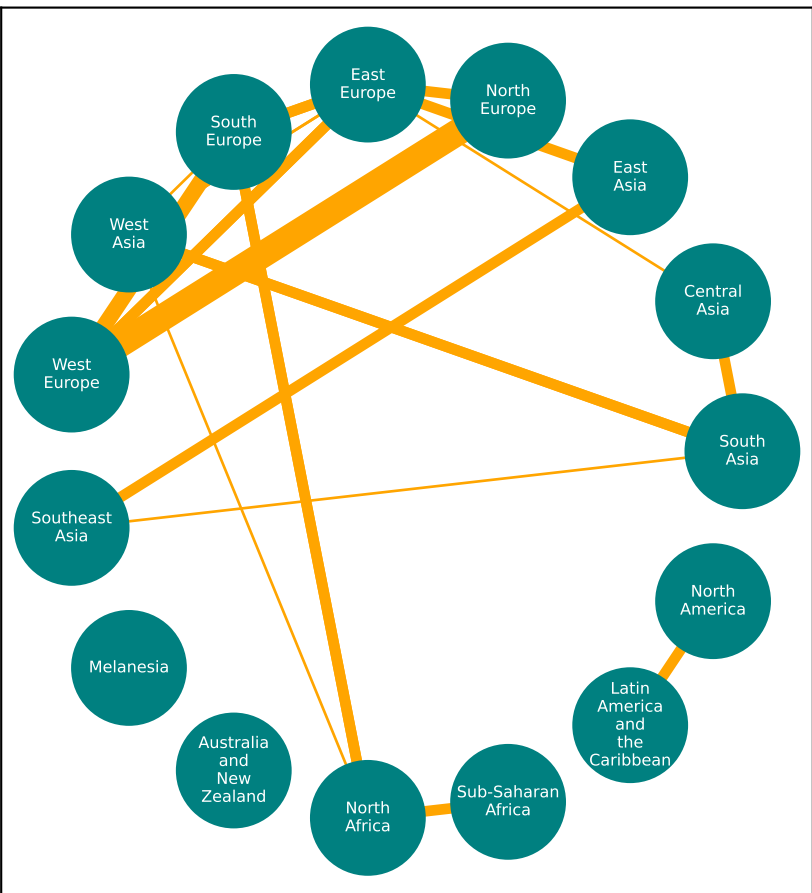 East
Europe
North
Europe
South
Europe
East
Asia
West
Asia
Central
Asia
West
Europe
South
Asia
Southeast
Asia
North
America
Melanesia
Latin
America
and
the
Caribbean
Australia
and
New
Zealand
North
Africa
Sub-Saharan
Africa